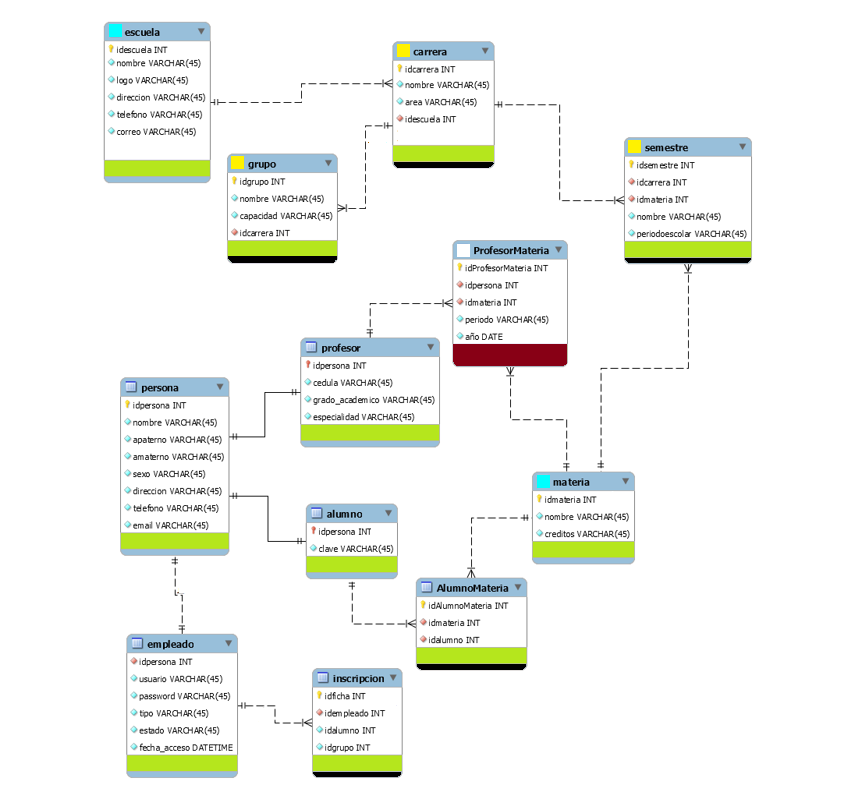 escuela
idescuela INT
nombre VARCHAR(45)
logo VARCHAR(45)
direccion VARCHAR(45)
telefono VARCHAR(45)
correo VARCHAR(45)
carrera
idcarrera INT
nombre VARCHAR(45)
area VARCHAR(45)
idescuela INT
grupo
idgrupo INT
nombre VARCHAR(45)
capacidad VARCHAR(45)
idcarrera INT
semestre
idsemestre INT
idcarrera INT
idmateria INT
nombre VARCHAR(45)
periodoescolar VARCHAR(45)
ProfesorMateria
idProfesorMateria INT
idpersona INT
idmateria INT
periodo VARCHAR(45)
año DATE
profesor
idpersona INT
cedula VARCHAR(45)
grado_academico VARCHAR(45)
especialidad VARCHAR(45)
persona
idpersona INT
nombre VARCHAR(45)
apaterno VARCHAR(45)
amaterno VARCHAR(45)
sexo VARCHAR(45)
direccion VARCHAR(45)
telefono VARCHAR(45)
email VARCHAR(45)
materia
idmateria INT
nombre VARCHAR(45)
creditos VARCHAR(45)
alumno
idpersona INT
clave VARCHAR(45)
AlumnoMateria
idAlumnoMateria INT
idmateria INT
idalumno INT
empleado
idpersona INT
usuario VARCHAR(45)
password VARCHAR(45)
tipo VARCHAR(45)
estado VARCHAR(45)
fecha_acceso DATETIME
inscripcion
idficha INT
idempleado INT
idalumno INT
idgrupo INT